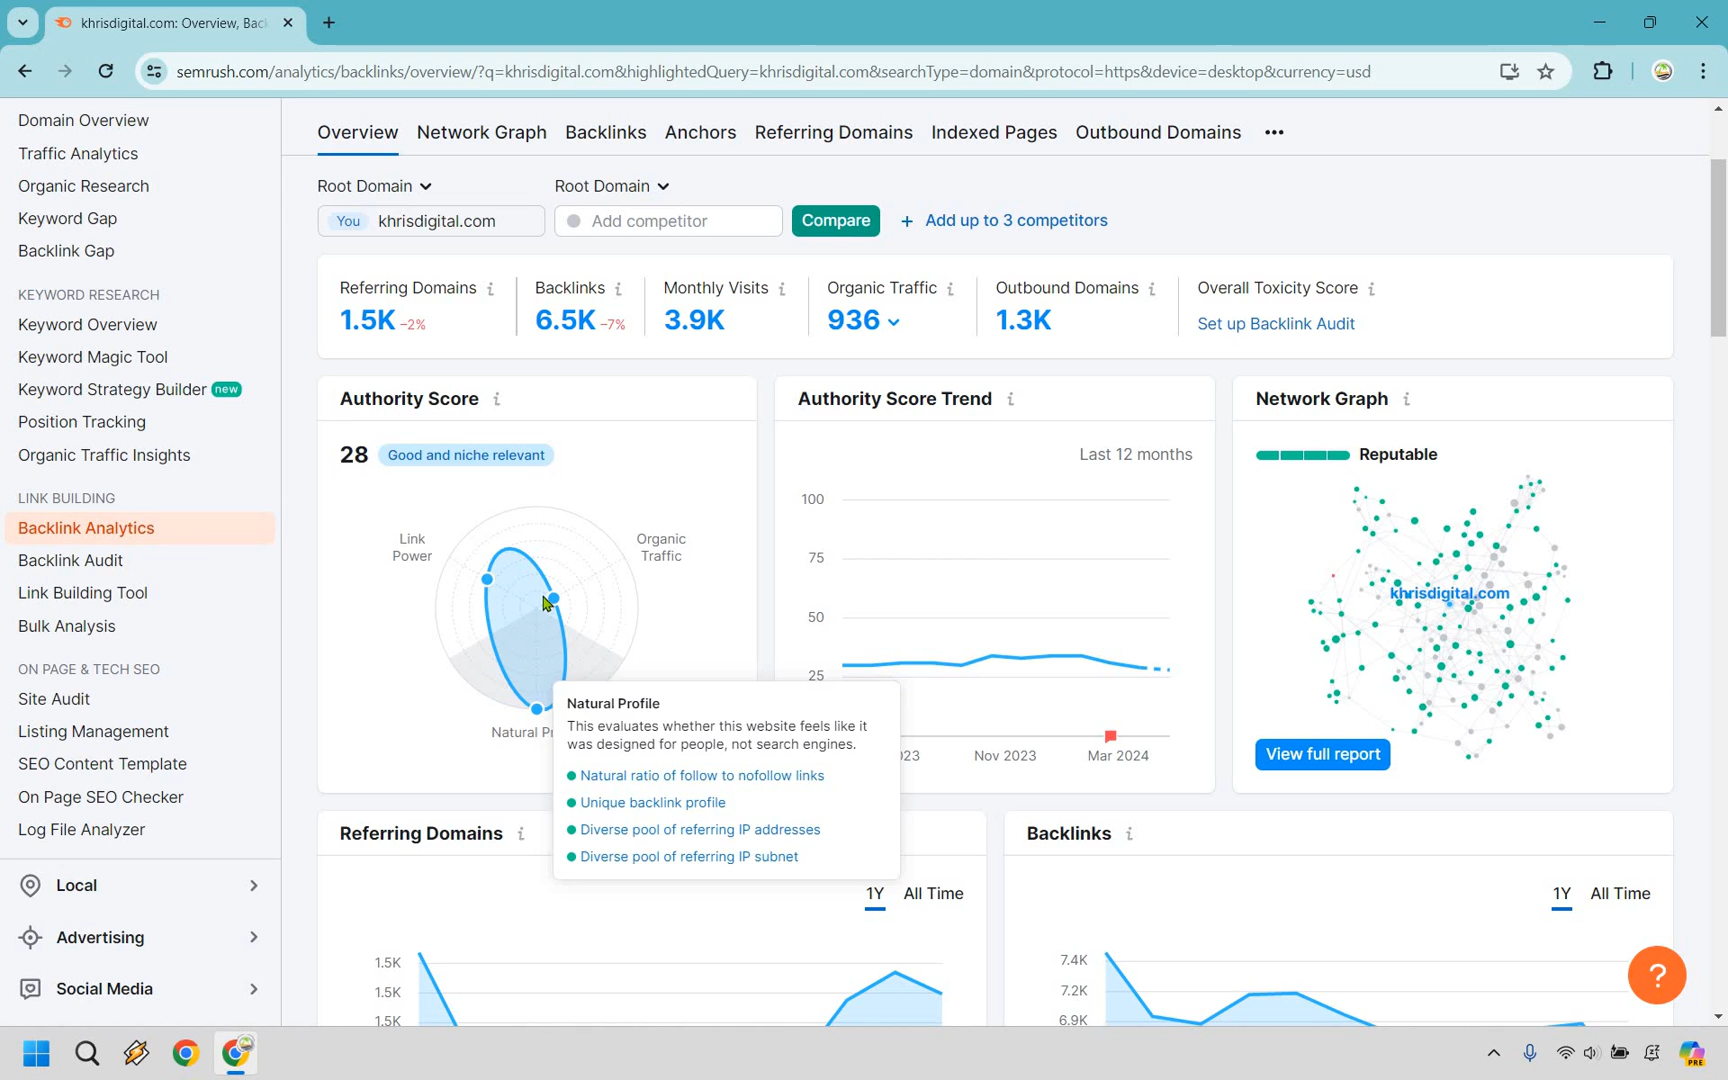 khrisdigital.com: Overview, Back
semrush.com/analytics/backlinks/overview/?q=khrisdigital.com&highlightedQuery=khrisdigital.com&searchType=domain&protocol=https&device=desktop&currency=usd
Domain Overview
Traffic Analytics
Organic Research
Keyword Gap
Backlink Gap
KEYWORD RESEARCH
Keyword Overview
Keyword Magic Tool
Keyword Strategy Builder new
Position Tracking
Organic Traffic Insights
LINK BUILDING
Backlink Analytics
Backlink Audit
Link Building Tool
Bulk Analysis
ON PAGE & TECH SEO
Site Audit
Listing Management
SEO Content Template
On Page SEO Checker
Log File Analyzer
Local
Advertising
Social Media
Overview Network Graph Backlinks Anchors Referring Domains Indexed Pages Outbound Domains •••
Root Domain Root Domain
You khrisdigital.com Add competitor Compare + Add up to 3 competitors
Referring Domains i Backlinks i Monthly Visits i Organic Traffic i Outbound Domains i Overall Toxicity Score i
1.5K -2% 6.5K -7% 3.9K 936 1.3K Set up Backlink Audit
Authority Score i
28 Good and niche relevant
Link
Power
Organic
Traffic
Natural Pr
Natural Profile
This evaluates whether this website feels like it
was designed for people, not search engines.
Natural ratio of follow to nofollow links
Unique backlink profile
Diverse pool of referring IP addresses
Diverse pool of referring IP subnet
Authority Score Trend i
Last 12 months
100
75
50
25
023 Nov 2023 Mar 2024
Network Graph i
Reputable
khrisdigital.com
View full report
Referring Domains i
1Y All Time
1.5K
1.5K
1.5K
Backlinks i
1Y All Time
7.4K
7.2K
6.9K
?
PRE